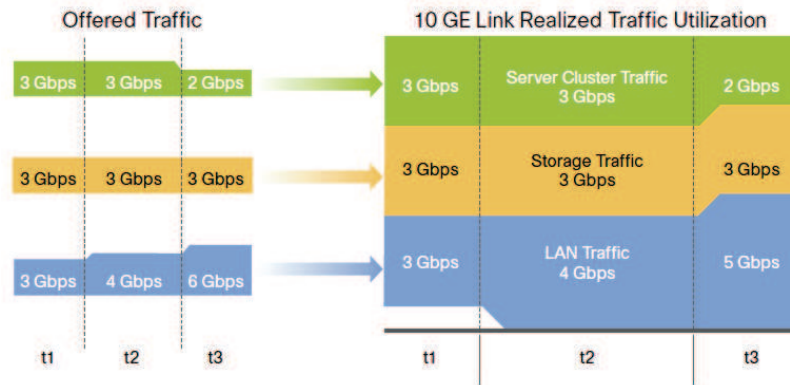 Offered Traffic
10 GE Link Realized Traffic Utilization
3 Gbps 3 Gbps 2 Gbps
3 Gbps 3 Gbps 3 Gbps
3 Gbps 4 Gbps 6 Gbps
t1 t2 t3
3 Gbps
Server Cluster Traffic
3 Gbps
2 Gbps
3 Gbps
Storage Traffic
3 Gbps
3 Gbps
3 Gbps
LAN Traffic
4 Gbps
5 Gbps
t1 t2 t3